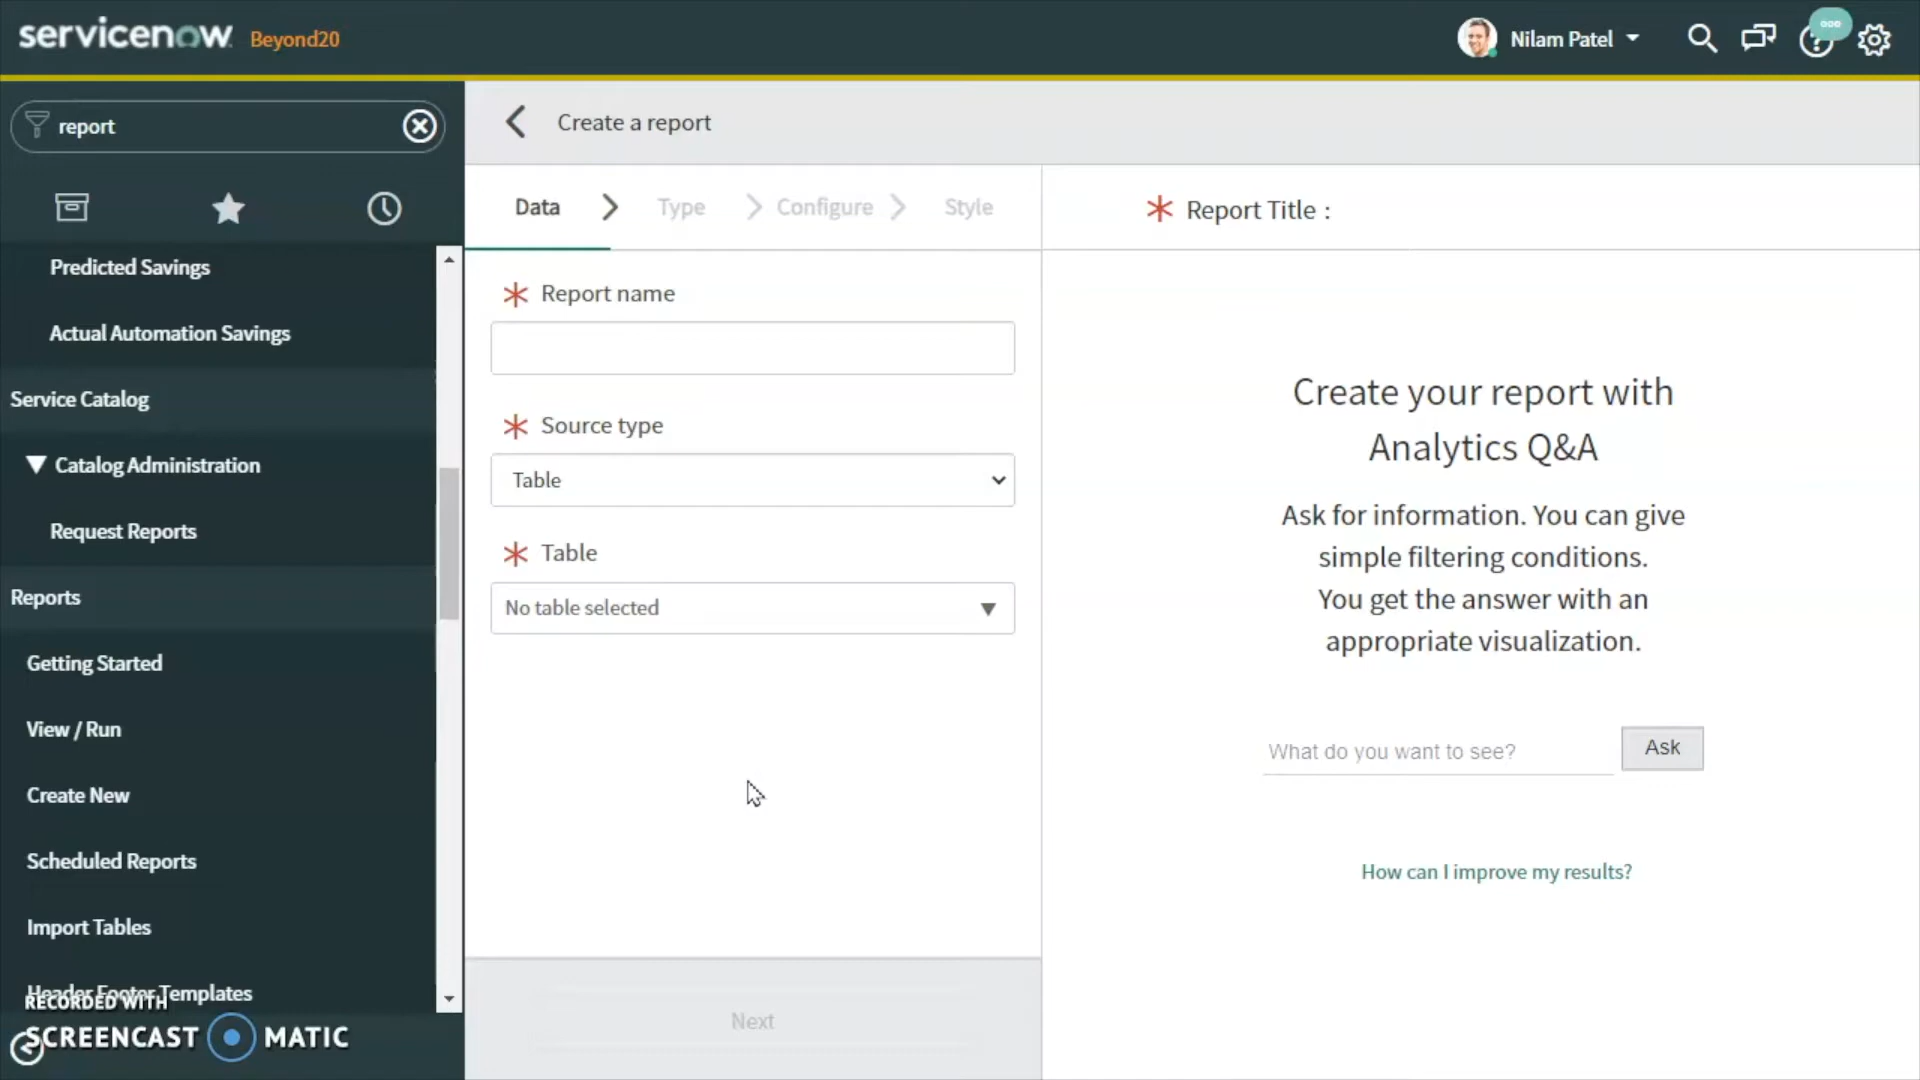 servicenow Beyond20
Nilam Patel
report
Create a report
Data
Type
Configure
Style
Report Title :
Predicted Savings
Actual Automation Savings
Service Catalog
Catalog Administration
Request Reports
Reports
Getting Started
View / Run
Create New
Scheduled Reports
Import Tables
Header Footer Templates
Report name
Source type
Table
Table
No table selected
Next
Create your report with
Analytics Q&A
Ask for information. You can give
simple filtering conditions.
You get the answer with an
appropriate visualization.
What do you want to see?
Ask
How can I improve my results?
RECORDED WITH
SCREENCAST MATIC